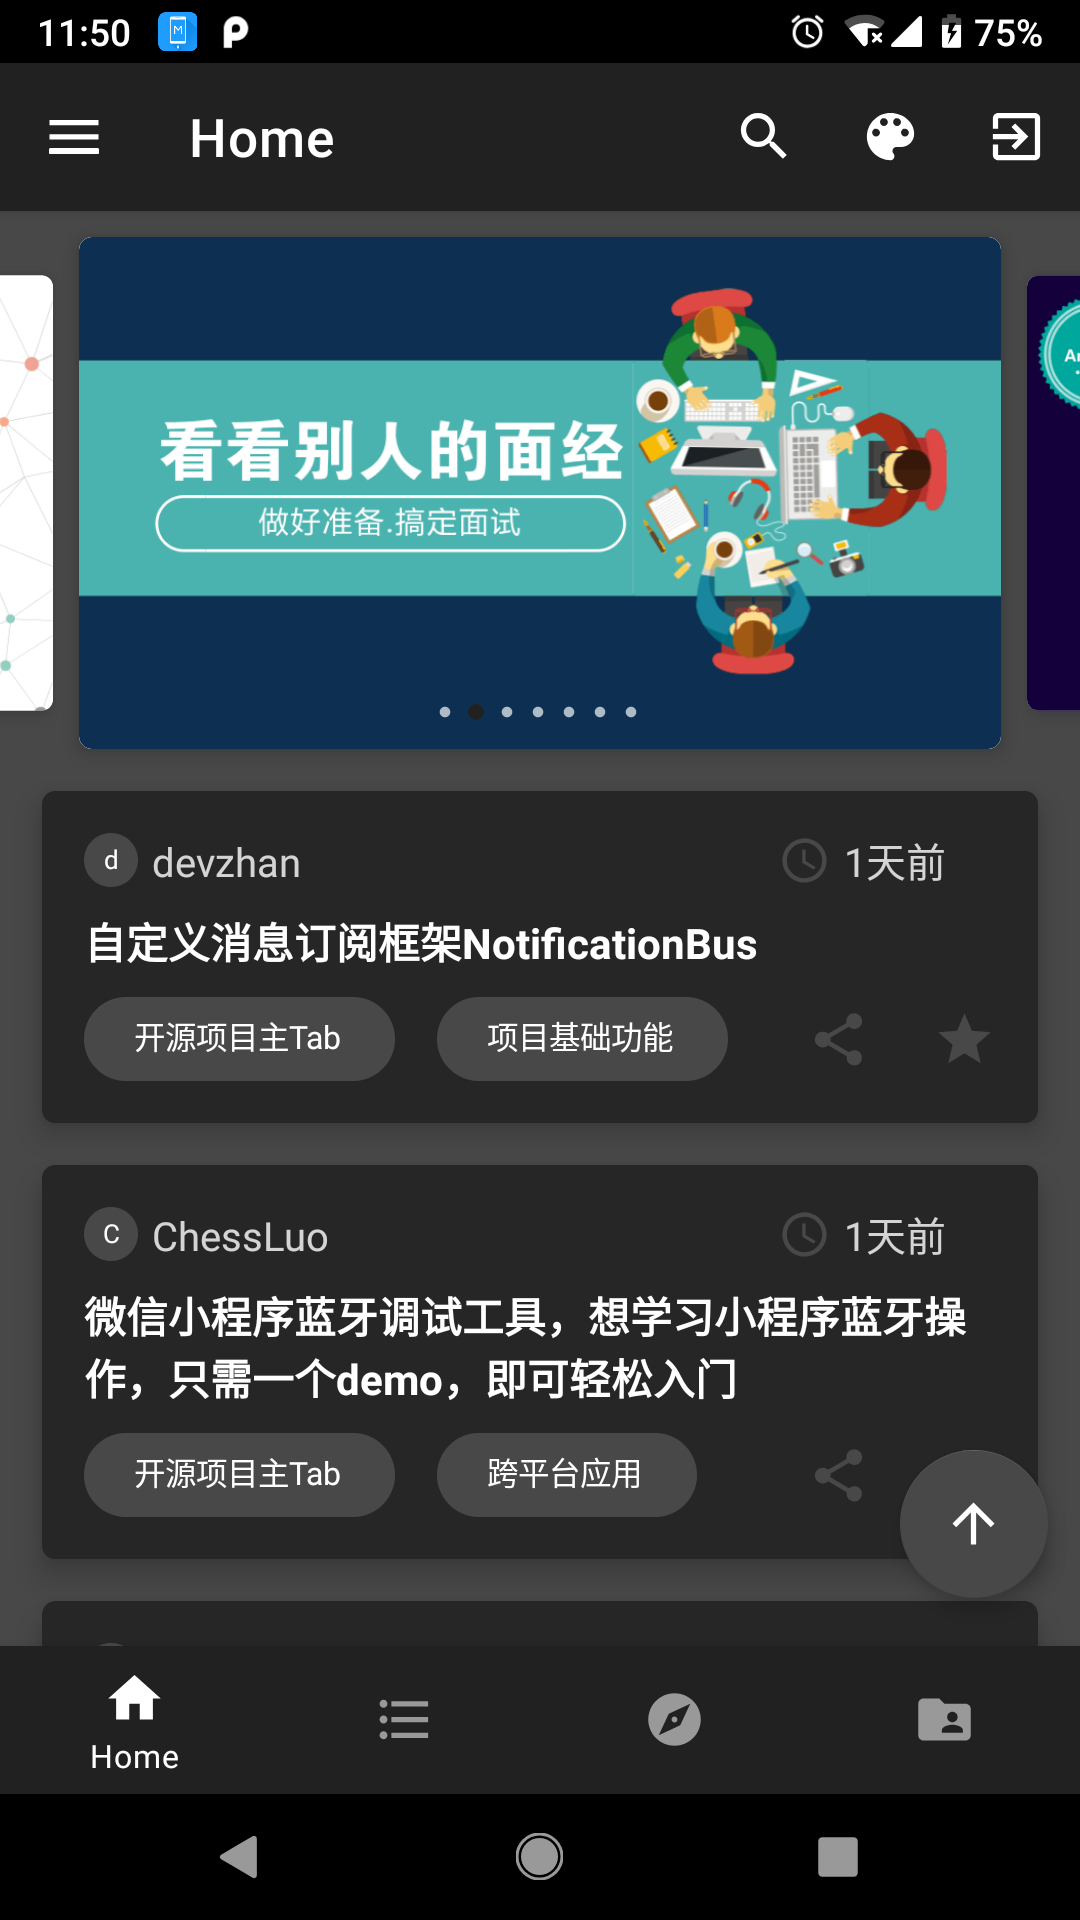 11:50
75%
Home
看看别人的面经
做好准备.搞定面试
d devzhan
1天前
自定义消息订阅框架NotificationBus
开源项目主Tab
项目基础功能
C ChessLuo
1天前
微信小程序蓝牙调试工具，想学习小程序蓝牙操
作，只需一个demo，即可轻松入门
开源项目主Tab
跨平台应用
Home